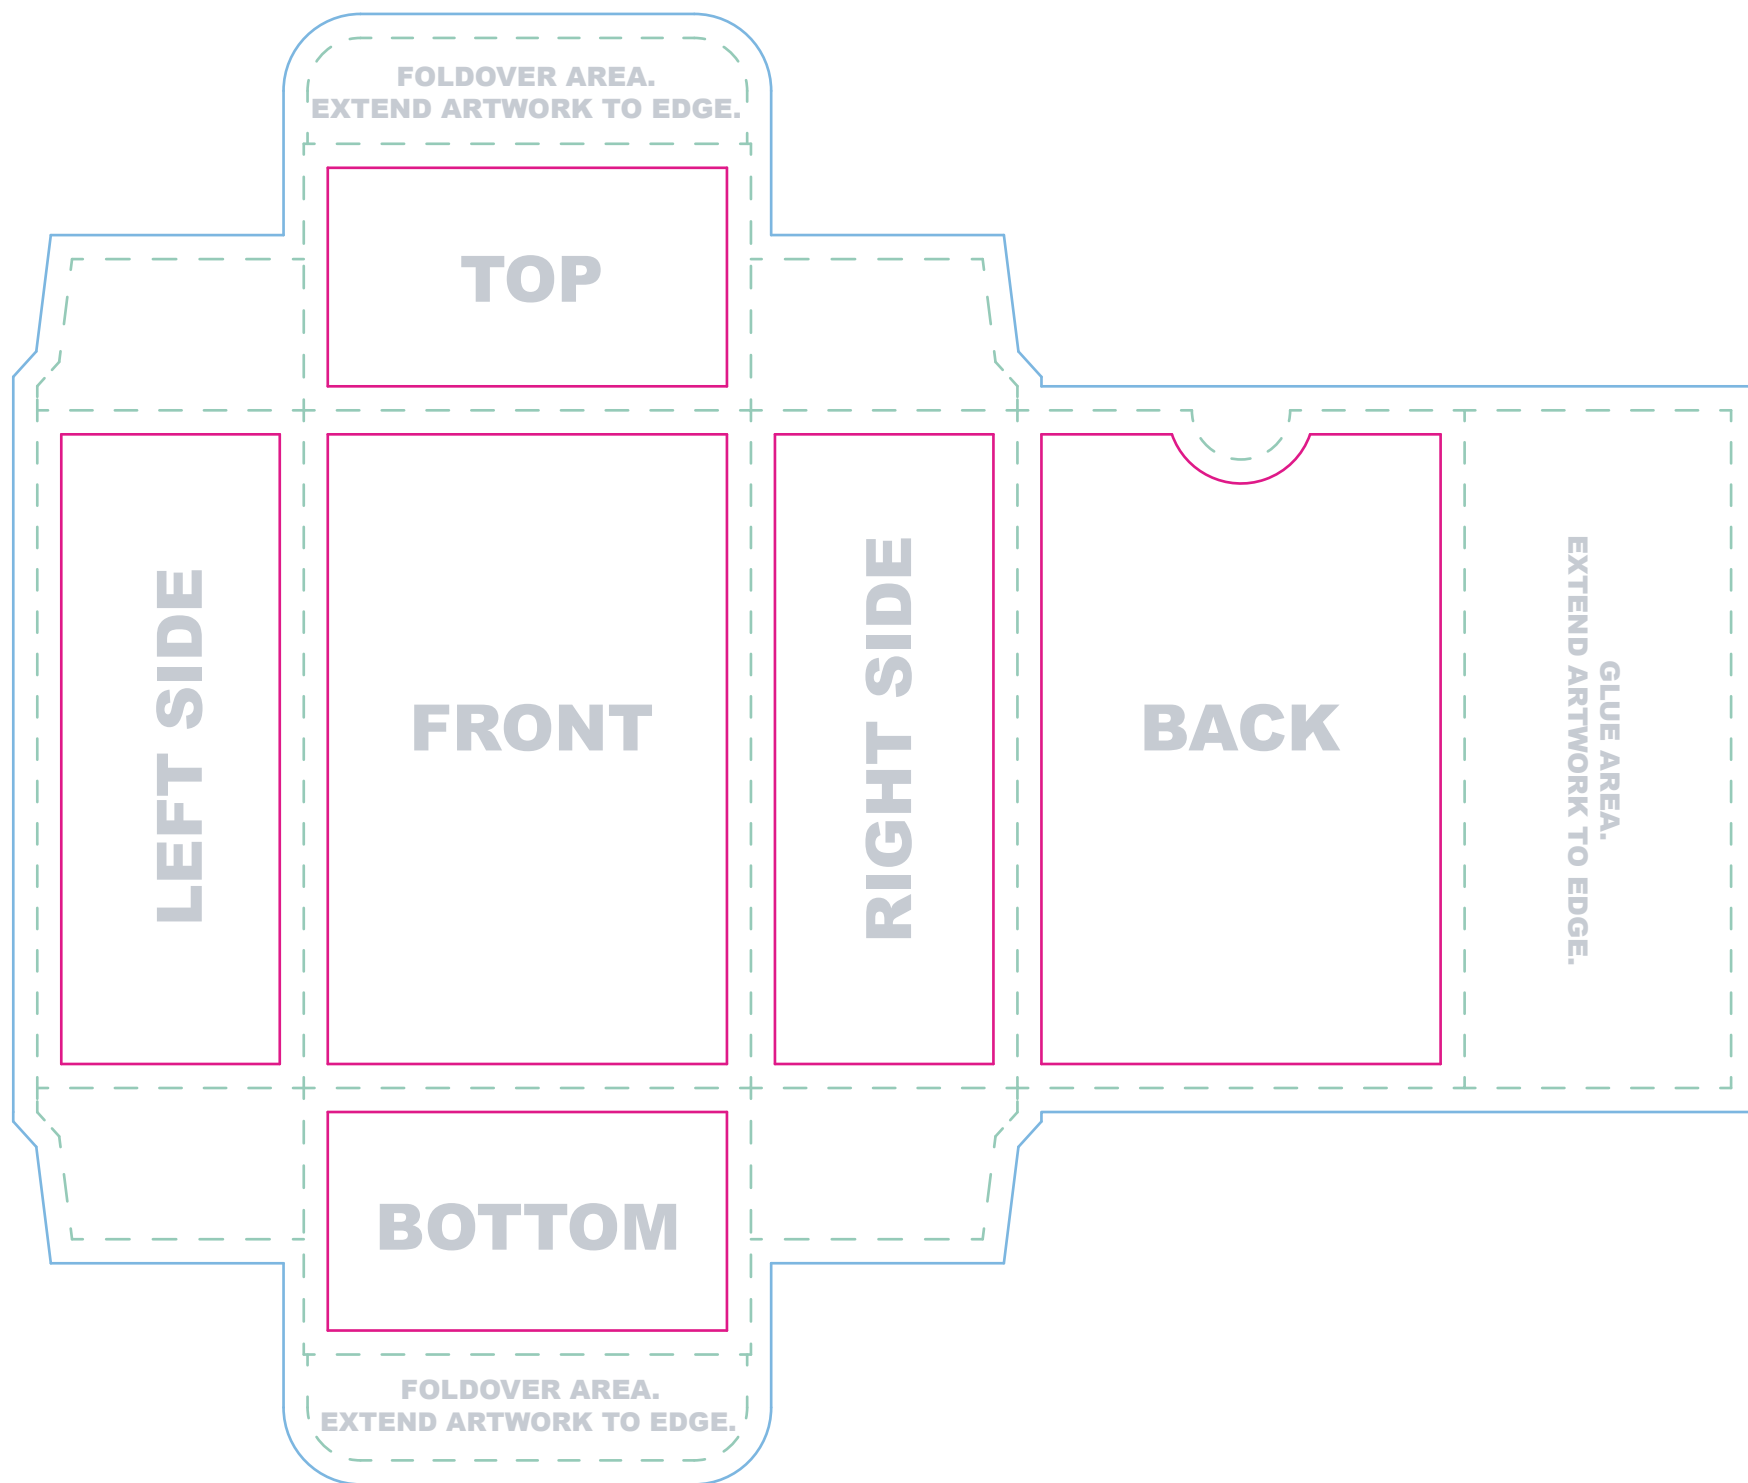 FOLDOVER AREA.
EXTEND ARTWORK TO EDGE.
TOP
LEFT SIDE
FRONT
RIGHT SIDE
BACK
GLUE AREA.
EXTEND ARTWORK TO EDGE.
BOTTOM
FOLDOVER AREA.
EXTEND ARTWORK TO EDGE.